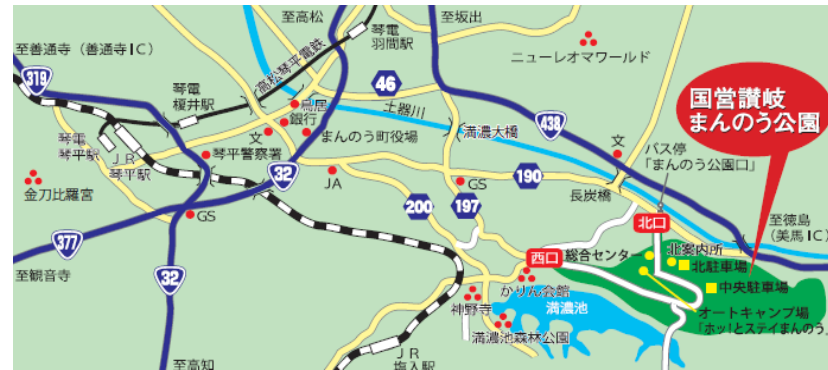 至高松
琴電
羽間駅
至坂出
ニューレオマワールド
至善通寺(善通寺IC)
319
高松琴平電鉄
46
琴電
榎井駅
鳥居
銀行
土器川
438
国営讃岐
まんのう公園
文
まんのう町役場
満濃大橋
文
バス停
「まんのう公園口」
琴電
琴平駅
JR
琴平駅
琴平警察署
32
JA
GS
190
長炭橋
金刀比羅宮
GS
200
197
北口
至徳島
(美馬IC)
377
西口
総合センター
北案内所
北駐車場
中央駐車場
至観音寺
32
かりん会館
神野寺
満濃池
オートキャンプ場
「ホッ!とステイまんのう」
満濃池森林公園
至高知
JR
塩入駅